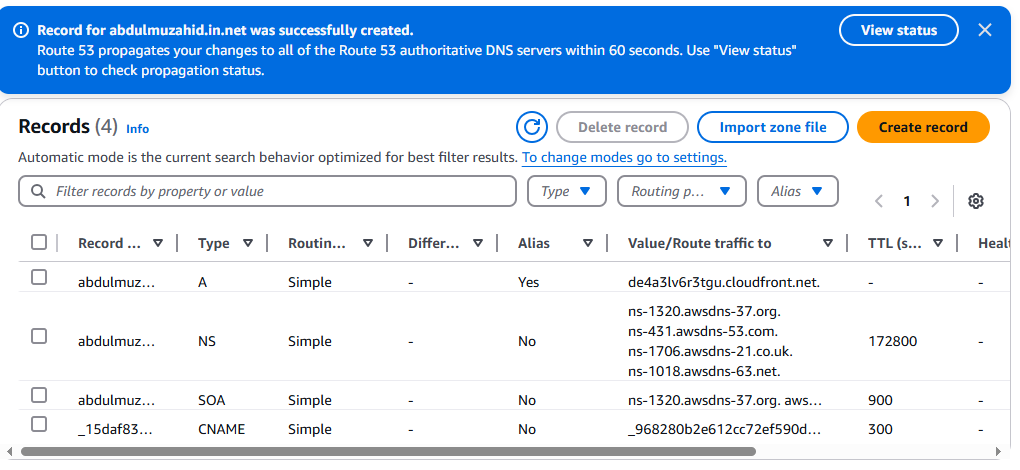 Record for abdulmuzahid.in.net was successfully created.
Route 53 propagates your changes to all of the Route 53 authoritative DNS servers within 60 seconds. Use "View status"
button to check propagation status.
View status
Records (4) Info
Delete record
Import zone file
Create record
Automatic mode is the current search behavior optimized for best filter results. To change modes go to settings.
Filter records by property or value
Type
Routing p...
Alias
1
Record ... Type Routin... Differ... Alias Value/Route traffic to TTL (s... Healt
abdulmuz... A Simple - Yes de4a3lv6r3tgu.cloudfront.net. - -
ns-1320.awsdns-37.org.
ns-431.awsdns-53.com.
abdulmuz... NS Simple - No ns-1706.awsdns-21.co.uk. 172800 -
ns-1018.awsdns-63.net.
abdulmuz... SOA Simple - No ns-1320.awsdns-37.org. aws... 900 -
_15daf83... CNAME Simple - No _968280b2e612cc72ef590d... 300 -